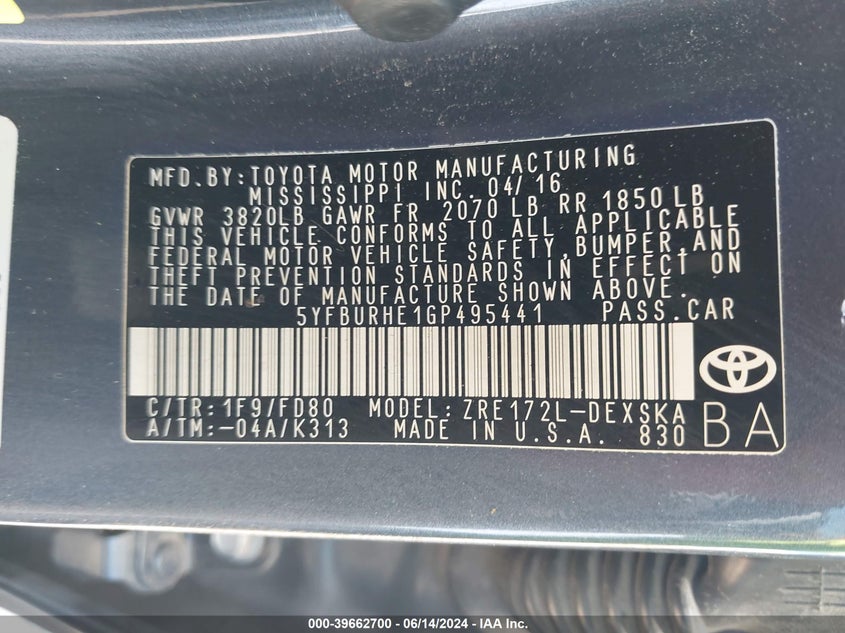 MFD.BY:TOYOTA MOTOR MANUFACTURING
MISSISSIPPI INC. 04/16
GVWR 3820LB GAWR FR 2070 LB RR 1850 LB
THIS VEHICLE CONFORMS TO ALL APPLICABLE
FEDERAL MOTOR VEHICLE SAFETY,BUMPER,AND
THEFT PREVENTION STANDARDS IN EFFECT ON
THE DATE OF MANUFACTURE SHOWN ABOVE.
5YFBURHE1GP495441 PASS.CAR
C/TR:1F9/FD80 MODEL: ZRE172L-DEXSKA
A/TM:-04A/K313 MADE IN U.S.A. 830 BA
000-39662700 - 06/14/2024 - IAA Inc.